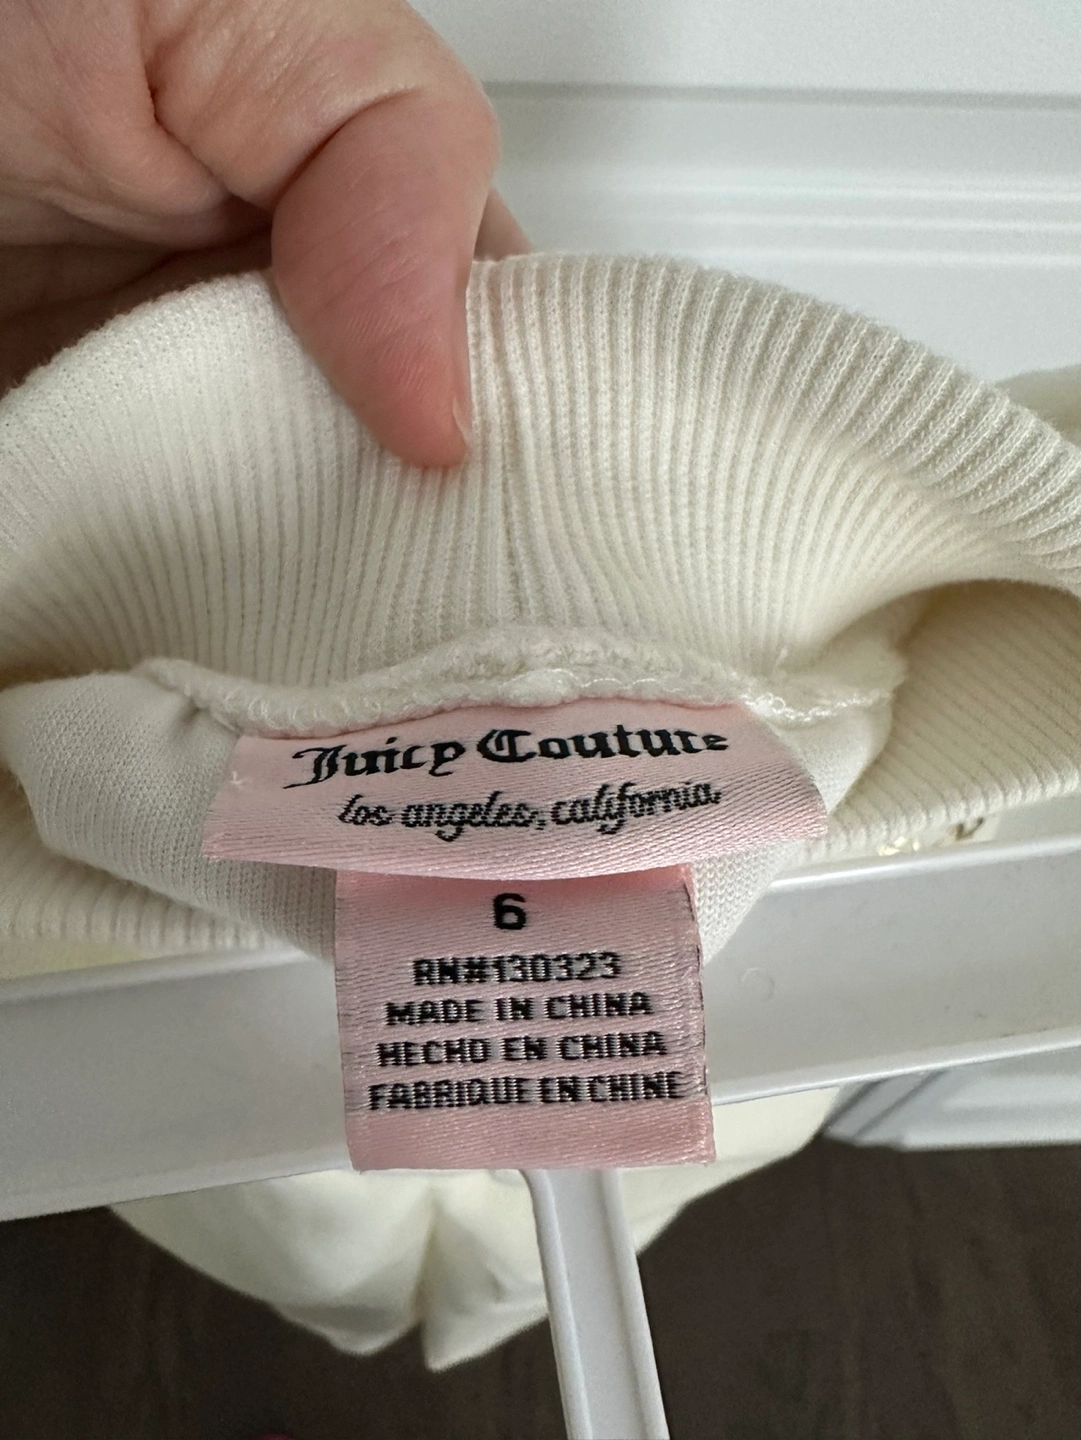 Juicy Couture
los angeles, california
6
RN#130323
MADE IN CHINA
HECHO EN CHINA
FABRIQUE EN CHINE